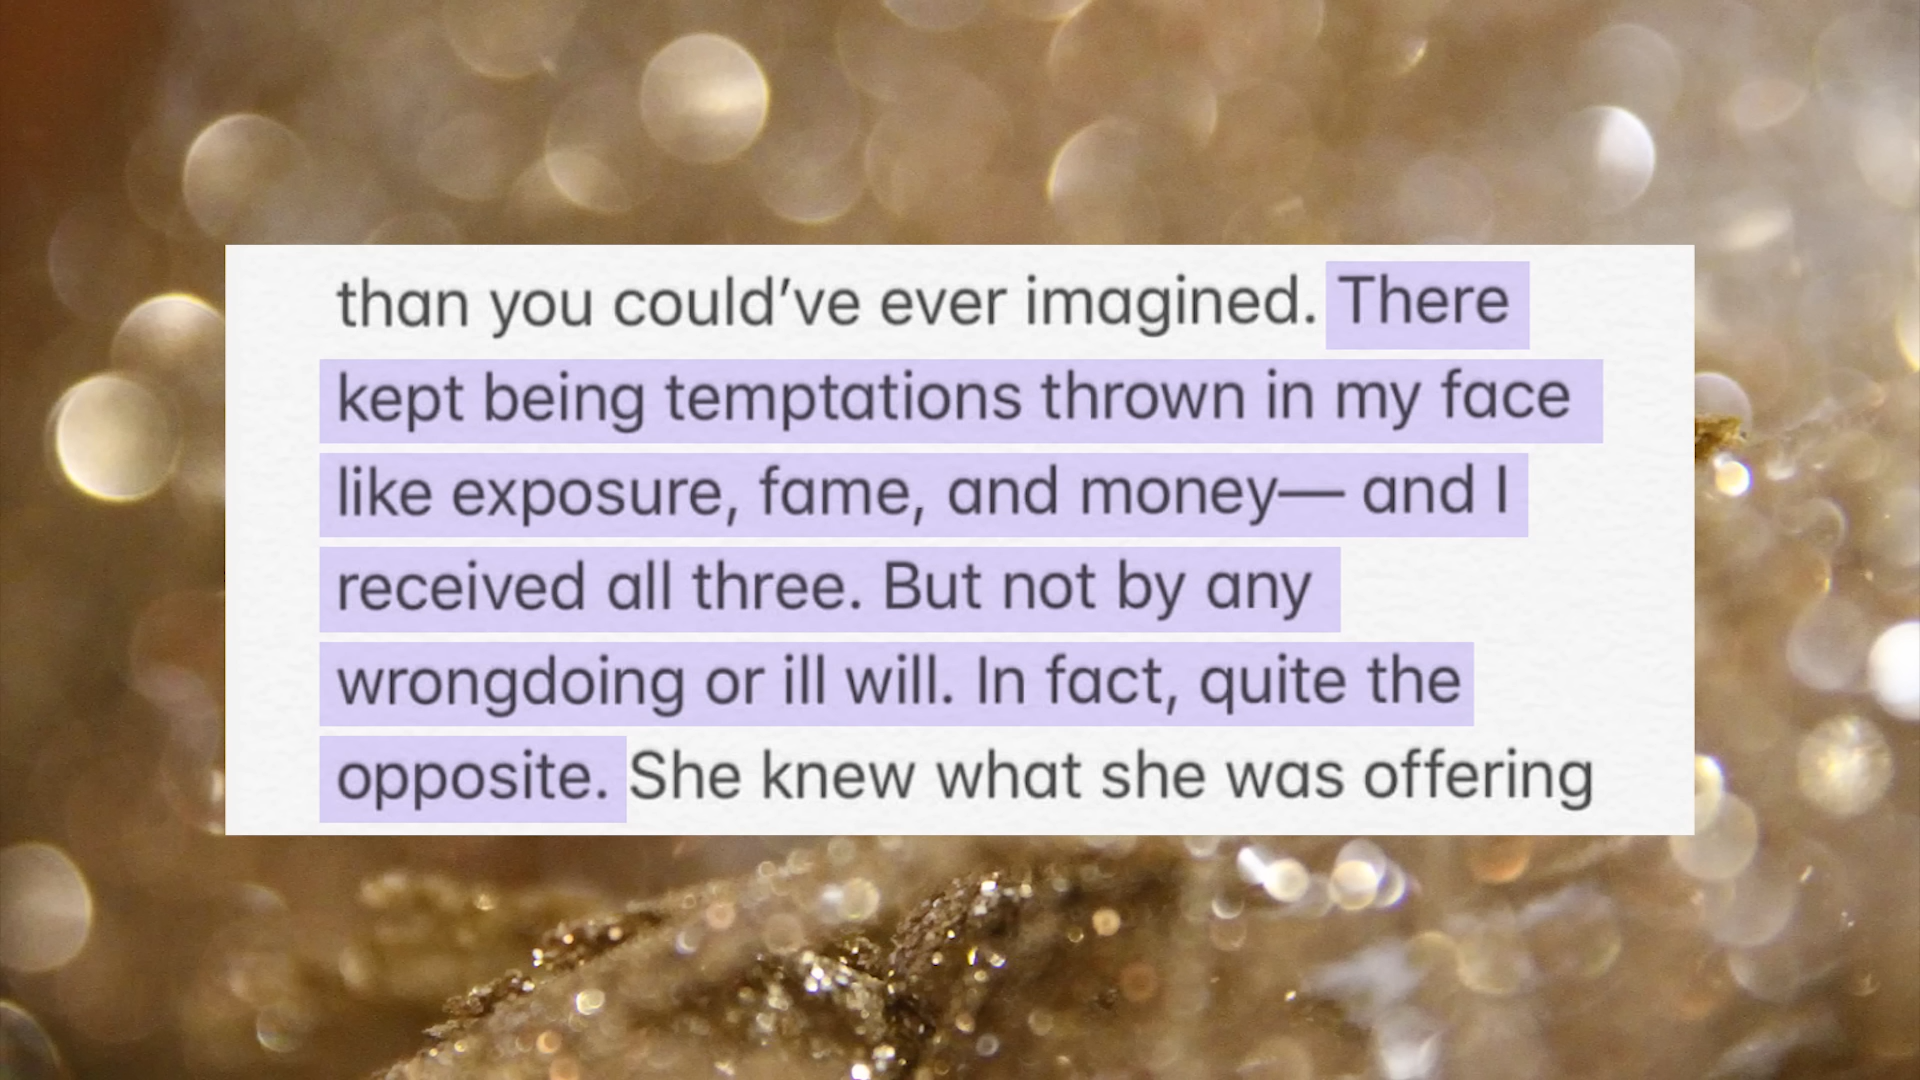 than you could’ve ever imagined. There
kept being temptations thrown in my face
like exposure, fame, and money— and I
received all three. But not by any
wrongdoing or ill will. In fact, quite the
opposite. She knew what she was offering